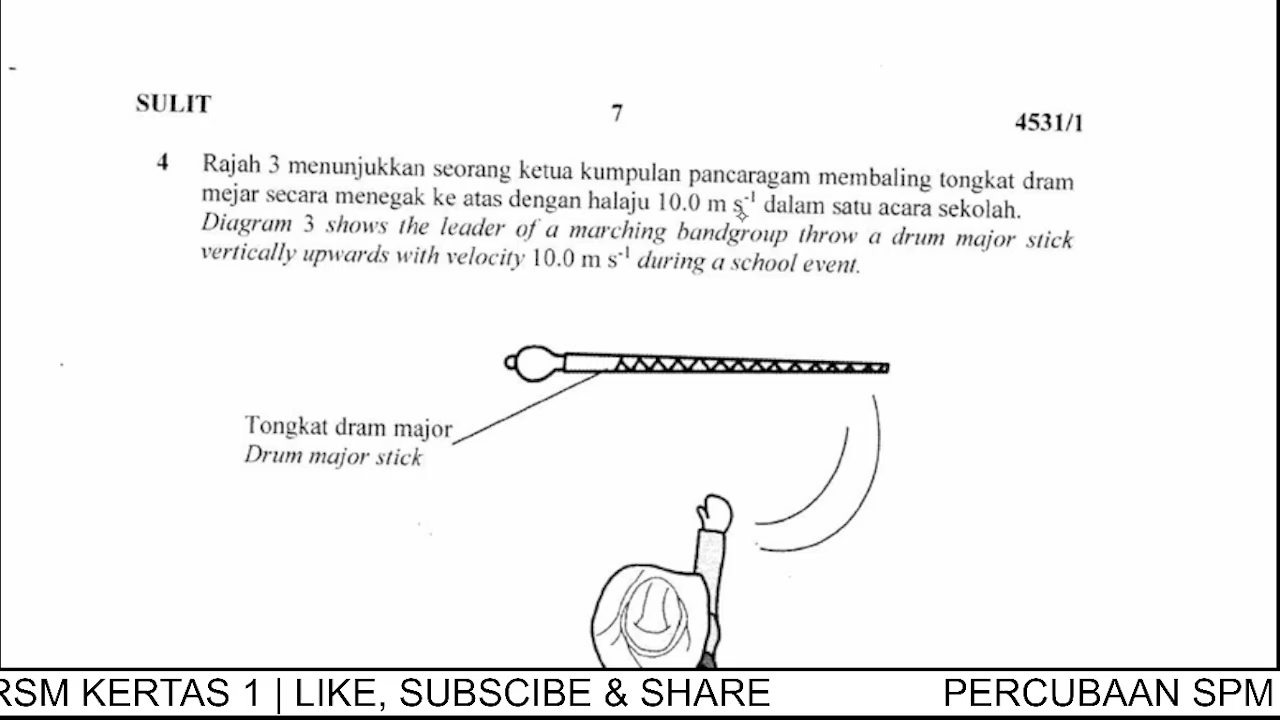 SULIT
7
4531/1
4 Rajah 3 menunjukkan seorang ketua kumpulan pancaragam membaling tongkat dram
mejar secara menegak ke atas dengan halaju 10.0 m s⁻¹ dalam satu acara sekolah.
Diagram 3 shows the leader of a marching bandgroup throw a drum major stick
vertically upwards with velocity 10.0 m s⁻¹ during a school event.
Tongkat dram major
Drum major stick
RSM KERTAS 1 | LIKE, SUBSCIBE & SHARE PERCUBAAN SPM